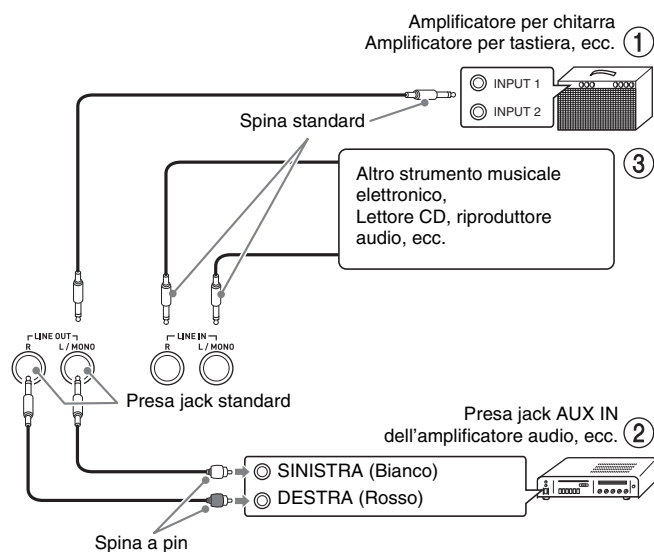 Amplificatore per chitarra
Amplificatore per tastiera, ecc. ①
INPUT 1
INPUT 2
Spina standard
Altro strumento musicale
elettronico,
Lettore CD, riproduttore
audio, ecc.
③
LINE OUT
R L / MONO
LINE IN
R L / MONO
Presa jack standard
Presa jack AUX IN
dell'amplificatore audio, ecc. ②
SINISTRA (Bianco)
DESTRA (Rosso)
Spina a pin